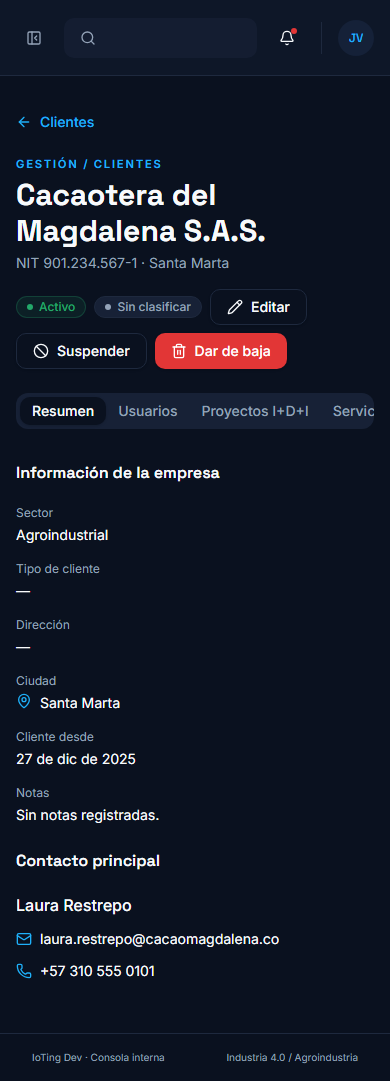 JV
Clientes
GESTIÓN / CLIENTES
Cacaotera del
Magdalena S.A.S.
NIT 901.234.567-1 · Santa Marta
Activo
Sin clasificar
Editar
Suspender
Dar de baja
Resumen Usuarios Proyectos I+D+I Servic
Información de la empresa
Sector
Agroindustrial
Tipo de cliente
—
Dirección
—
Ciudad
Santa Marta
Cliente desde
27 de dic de 2025
Notas
Sin notas registradas.
Contacto principal
Laura Restrepo
laura.restrepo@cacaomagdalena.co
+57 310 555 0101
IoTing Dev · Consola interna
Industria 4.0 / Agroindustria